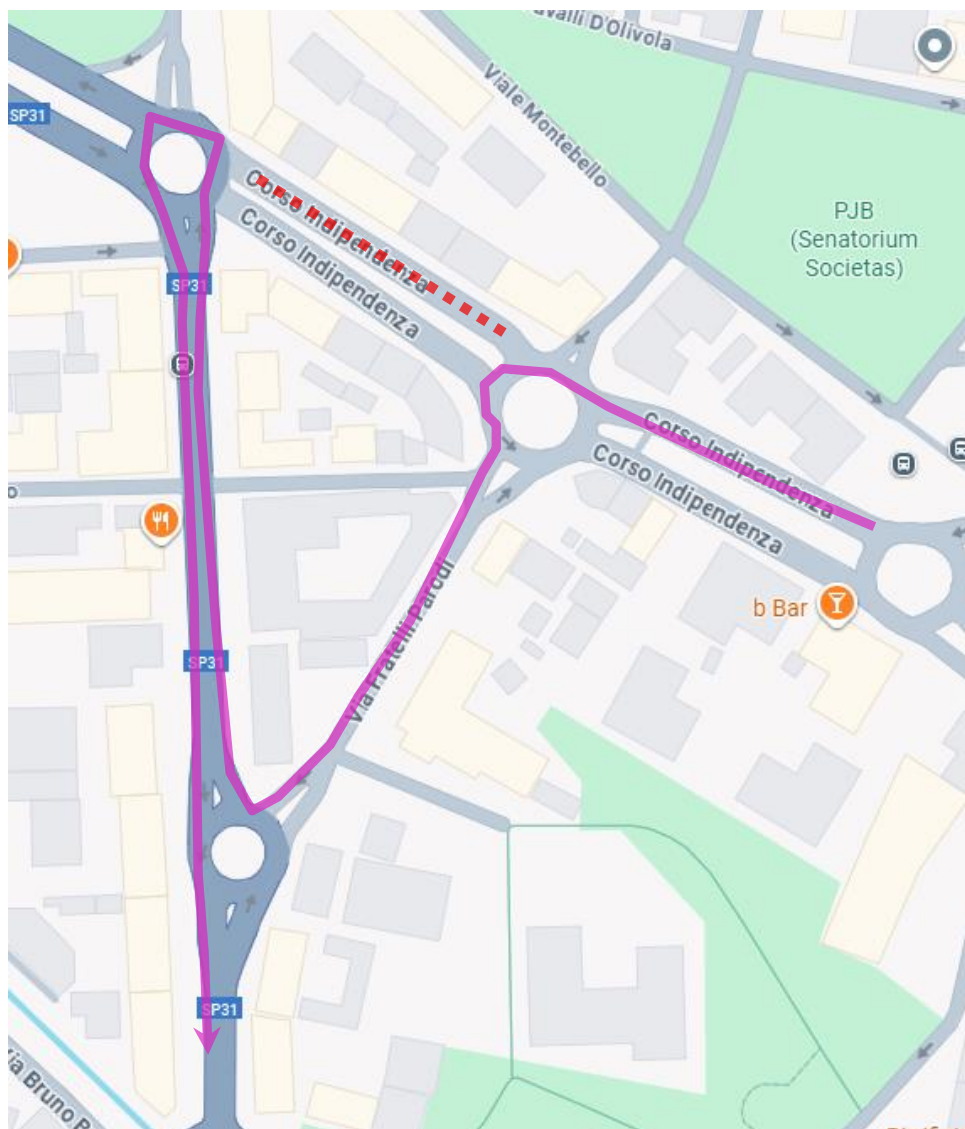 avalli D'Olivola
Viale Montebello
SP31
PJB
(Senatorium
Societas)
Corso Indipendenza
Corso Indipendenza
SP31
Corso Indipendenza
Corso Indipendenza
o
b Bar
Via Fratelli Parodi
SP31
SP31
Via Bruno